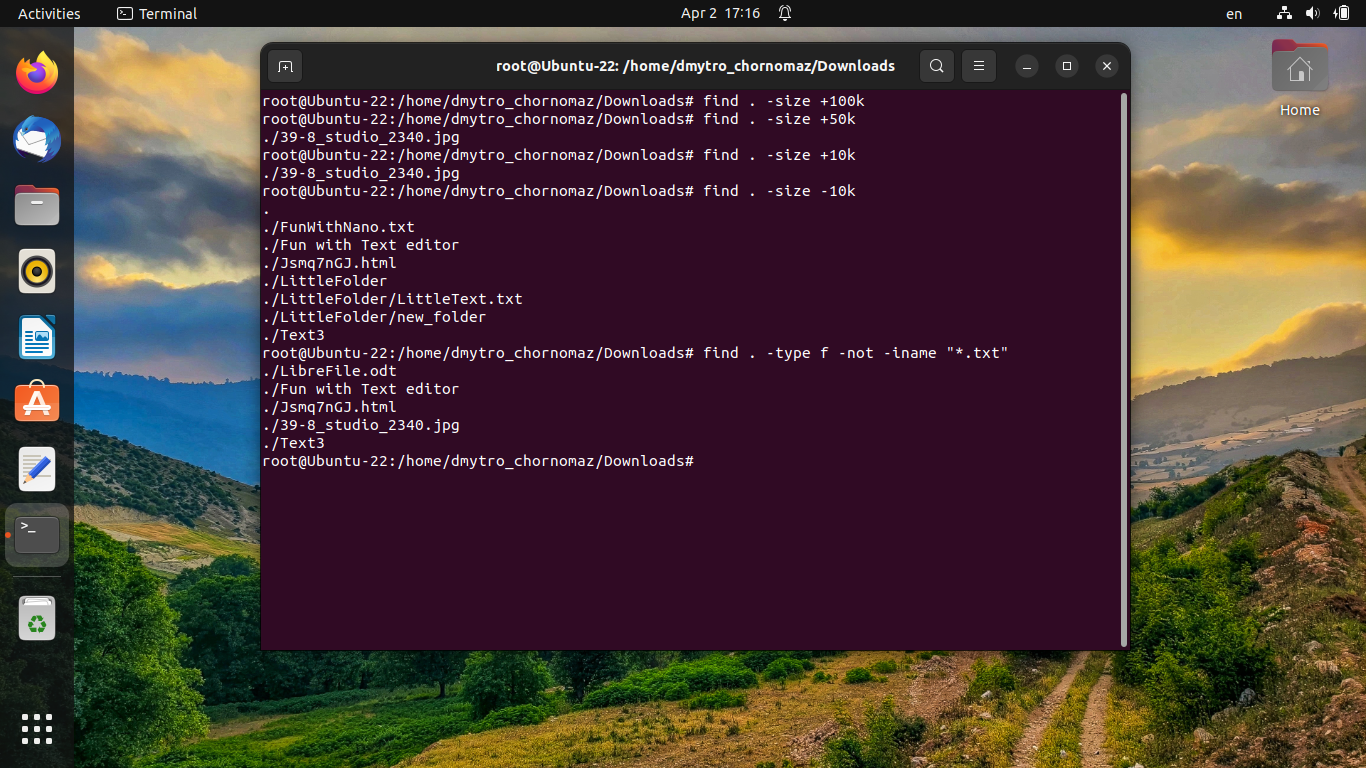 Activities Terminal Apr 2 17:16 en
root@Ubuntu-22: /home/dmytro_chornomaz/Downloads
Home
root@Ubuntu-22:/home/dmytro_chornomaz/Downloads# find . -size +100k
root@Ubuntu-22:/home/dmytro_chornomaz/Downloads# find . -size +50k
./39-8_studio_2340.jpg
root@Ubuntu-22:/home/dmytro_chornomaz/Downloads# find . -size +10k
./39-8_studio_2340.jpg
root@Ubuntu-22:/home/dmytro_chornomaz/Downloads# find . -size -10k
.
./FunWithNano.txt
./Fun with Text editor
./Jsmq7nGJ.html
./LittleFolder
./LittleFolder/LittleText.txt
./LittleFolder/new_folder
./Text3
root@Ubuntu-22:/home/dmytro_chornomaz/Downloads# find . -type f -not -iname "*.txt"
./LibreFile.odt
./Fun with Text editor
./Jsmq7nGJ.html
./39-8_studio_2340.jpg
./Text3
root@Ubuntu-22:/home/dmytro_chornomaz/Downloads#